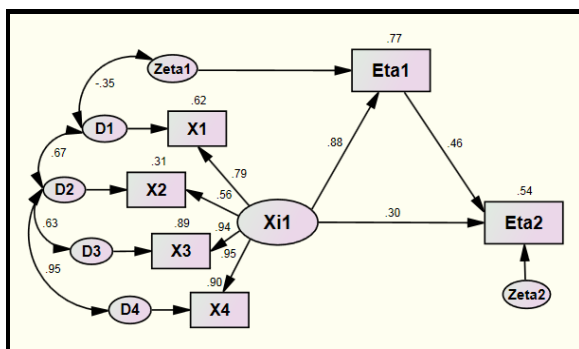 .77
Zeta1
Eta1
-.35
.62
D1
X1
.88
.46
.67
.79
.31
D2
X2
.56
.54
Xi1
.30
Eta2
.63
.89
.94
D3
X3
.95
.95
.90
D4
X4
Zeta2